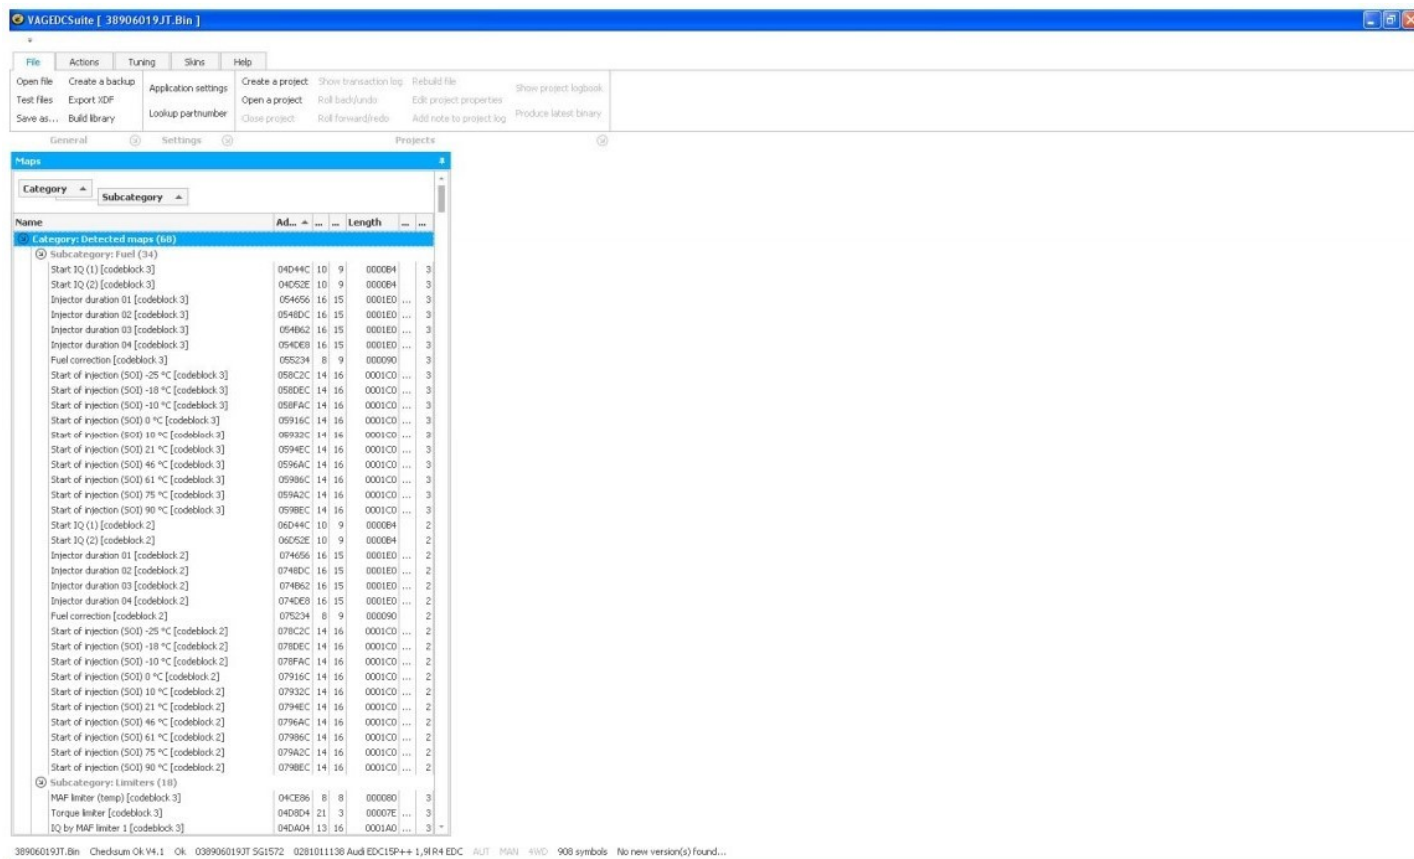 VAGEDCSuite [ 38906019JT.Bin ]
File Actions Tuning Skins Help
Open file Create a backup Application settings Create a project Show transaction log Rebuild file Show project logbook
Test files Export XDF Lookup partnumber Open a project Roll back/undo Edit project properties Produce latest binary
Save as... Build library Close project Roll forward/redo Add note to project log
General Settings Projects
Maps
Category
Subcategory
Name Ad... ... ... Length ... ...
Category: Detected maps (68)
Subcategory: Fuel (34)
Start IQ (1) [codeblock 3] 04D44C 10 9 0000B4 3
Start IQ (2) [codeblock 3] 04D52E 10 9 0000B4 3
Injector duration 01 [codeblock 3] 054656 16 15 0001E0 ... 3
Injector duration 02 [codeblock 3] 0548DC 16 15 0001E0 ... 3
Injector duration 03 [codeblock 3] 054B62 16 15 0001E0 ... 3
Injector duration 04 [codeblock 3] 054DE8 16 15 0001E0 ... 3
Fuel correction [codeblock 3] 055234 8 9 000090 3
Start of injection (SOI) -25 °C [codeblock 3] 058C2C 14 16 0001C0 ... 3
Start of injection (SOI) -18 °C [codeblock 3] 058DEC 14 16 0001C0 ... 3
Start of injection (SOI) -10 °C [codeblock 3] 058FAC 14 16 0001C0 ... 3
Start of injection (SOI) 0 °C [codeblock 3] 05916C 14 16 0001C0 ... 3
Start of injection (SOI) 10 °C [codeblock 3] 05932C 14 16 0001C0 ... 3
Start of injection (SOI) 21 °C [codeblock 3] 0594EC 14 16 0001C0 ... 3
Start of injection (SOI) 46 °C [codeblock 3] 0596AC 14 16 0001C0 ... 3
Start of injection (SOI) 61 °C [codeblock 3] 05986C 14 16 0001C0 ... 3
Start of injection (SOI) 75 °C [codeblock 3] 059A2C 14 16 0001C0 ... 3
Start of injection (SOI) 90 °C [codeblock 3] 059BEC 14 16 0001C0 ... 3
Start IQ (1) [codeblock 2] 06D44C 10 9 0000B4 2
Start IQ (2) [codeblock 2] 06D52E 10 9 0000B4 2
Injector duration 01 [codeblock 2] 074656 16 15 0001E0 ... 2
Injector duration 02 [codeblock 2] 0748DC 16 15 0001E0 ... 2
Injector duration 03 [codeblock 2] 074B62 16 15 0001E0 ... 2
Injector duration 04 [codeblock 2] 074DE8 16 15 0001E0 ... 2
Fuel correction [codeblock 2] 075234 8 9 000090 2
Start of injection (SOI) -25 °C [codeblock 2] 078C2C 14 16 0001C0 ... 2
Start of injection (SOI) -18 °C [codeblock 2] 078DEC 14 16 0001C0 ... 2
Start of injection (SOI) -10 °C [codeblock 2] 078FAC 14 16 0001C0 ... 2
Start of injection (SOI) 0 °C [codeblock 2] 07916C 14 16 0001C0 ... 2
Start of injection (SOI) 10 °C [codeblock 2] 07932C 14 16 0001C0 ... 2
Start of injection (SOI) 21 °C [codeblock 2] 0794EC 14 16 0001C0 ... 2
Start of injection (SOI) 46 °C [codeblock 2] 0796AC 14 16 0001C0 ... 2
Start of injection (SOI) 61 °C [codeblock 2] 07986C 14 16 0001C0 ... 2
Start of injection (SOI) 75 °C [codeblock 2] 079A2C 14 16 0001C0 ... 2
Start of injection (SOI) 90 °C [codeblock 2] 079BEC 14 16 0001C0 ... 2
Subcategory: Limiters (18)
MAF limiter (temp) [codeblock 3] 04CE86 8 8 000080 3
Torque limiter [codeblock 3] 04D8D4 21 3 00007E ... 3
IQ by MAF limiter 1 [codeblock 3] 04DA04 13 16 0001A0 ... 3
38906019JT.Bin Checksum Ok V4.1 Ok 038906019JT SG1572 0281011138 Audi EDC15P++ 1,9l R4 EDC AUT MAN 4WD 908 symbols No new version(s) found...